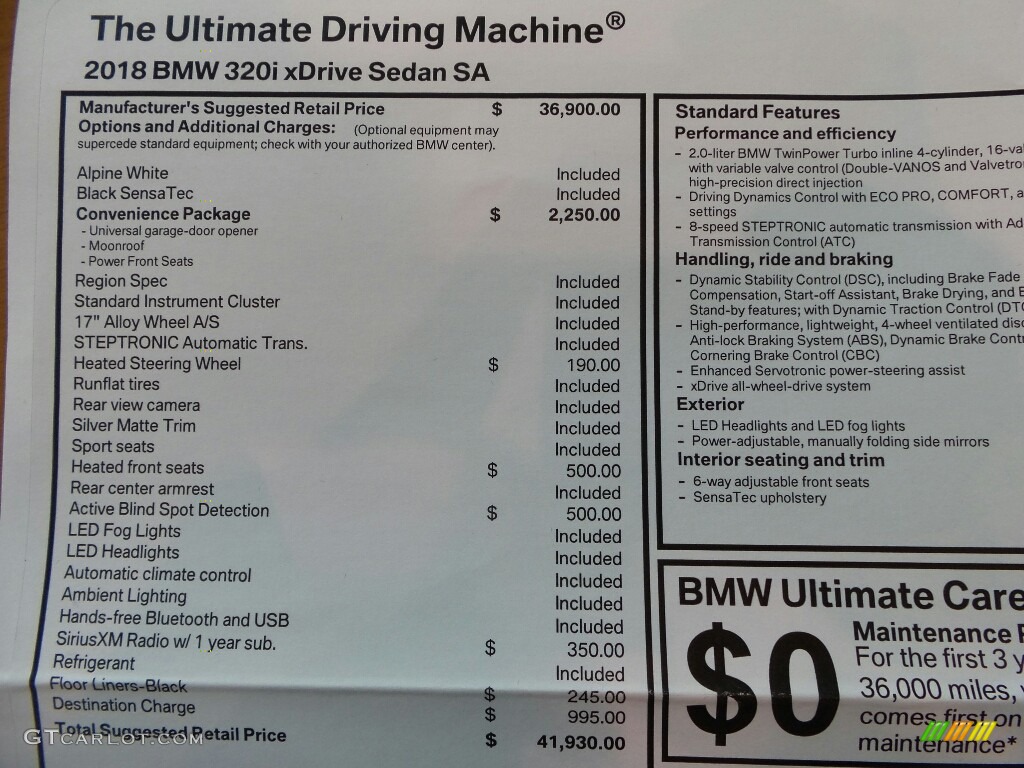 The Ultimate Driving Machine®
2018 BMW 320i xDrive Sedan SA
Manufacturer's Suggested Retail Price $ 36,900.00
Options and Additional Charges: (Optional equipment may
supercede standard equipment; check with your authorized BMW center).
Alpine White Included
Black SensaTec Included
Convenience Package $ 2,250.00
- Universal garage-door opener
- Moonroof
- Power Front Seats
Region Spec Included
Standard Instrument Cluster Included
17" Alloy Wheel A/S Included
STEPTRONIC Automatic Trans. Included
Heated Steering Wheel $ 190.00
Runflat tires Included
Rear view camera Included
Silver Matte Trim Included
Sport seats Included
Heated front seats $ 500.00
Rear center armrest Included
Active Blind Spot Detection $ 500.00
LED Fog Lights Included
LED Headlights Included
Automatic climate control Included
Ambient Lighting Included
Hands-free Bluetooth and USB Included
SiriusXM Radio w/ 1 year sub. $ 350.00
Refrigerant Included
Floor Liners-Black $ 245.00
Destination Charge $ 995.00
Total Suggested Retail Price $ 41,930.00
Standard Features
Performance and efficiency
- 2.0-liter BMW TwinPower Turbo inline 4-cylinder,
with variable valve control (Double-VANOS and
high-precision direct injection
- Driving Dynamics Control with ECO PRO, COMFORT,
settings
- 8-speed STEPTRONIC automatic transmission with
Transmission Control (ATC)
Handling, ride and braking
- Dynamic Stability Control (DSC), including Brake Fade
Compensation, Start-off Assistant, Brake Drying, and
Stand-by features; with Dynamic Traction Control
- High-performance, lightweight, 4-wheel ventilated
Anti-lock Braking System (ABS), Dynamic Brake
Cornering Brake Control (CBC)
- Enhanced Servotronic power-steering assist
- xDrive all-wheel-drive system
Exterior
- LED Headlights and LED fog lights
- Power-adjustable, manually folding side mirrors
Interior seating and trim
- 6-way adjustable front seats
- SensaTec upholstery
BMW Ultimate Care
$0
Maintenance
For the first 3
36,000 miles,
comes first on
maintenance*
GTCARLOT.COM